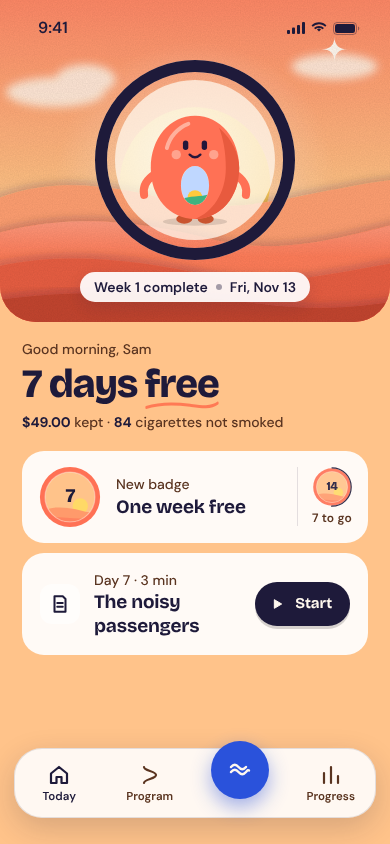 9:41
Week 1 complete • Fri, Nov 13
Good morning, Sam
7 days free
$49.00 kept · 84 cigarettes not smoked
7
New badge
One week free
14
7 to go
Day 7 · 3 min
The noisy
passengers
Start
Today
Program
Progress